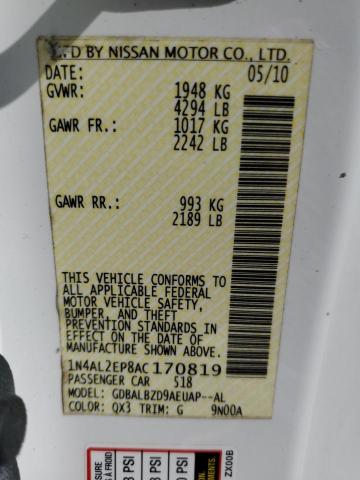 MFD BY NISSAN MOTOR CO., LTD.
DATE: 05/10
GVWR: 1948 KG
4294 LB
GAWR FR.: 1017 KG
2242 LB
GAWR RR.: 993 KG
2189 LB
THIS VEHICLE CONFORMS TO
ALL APPLICABLE FEDERAL
MOTOR VEHICLE SAFETY,
BUMPER, AND THEFT
PREVENTION STANDARDS IN
EFFECT ON THE DATE OF
MANUFACTURE SHOWN ABOVE.
1N4AL2EP8AC170819
PASSENGER CAR 518
MODEL: GDBALBZD9AEUAP--AL
COLOR: QX3 TRIM: G 9N00A
PSI
PSI
ZX00B